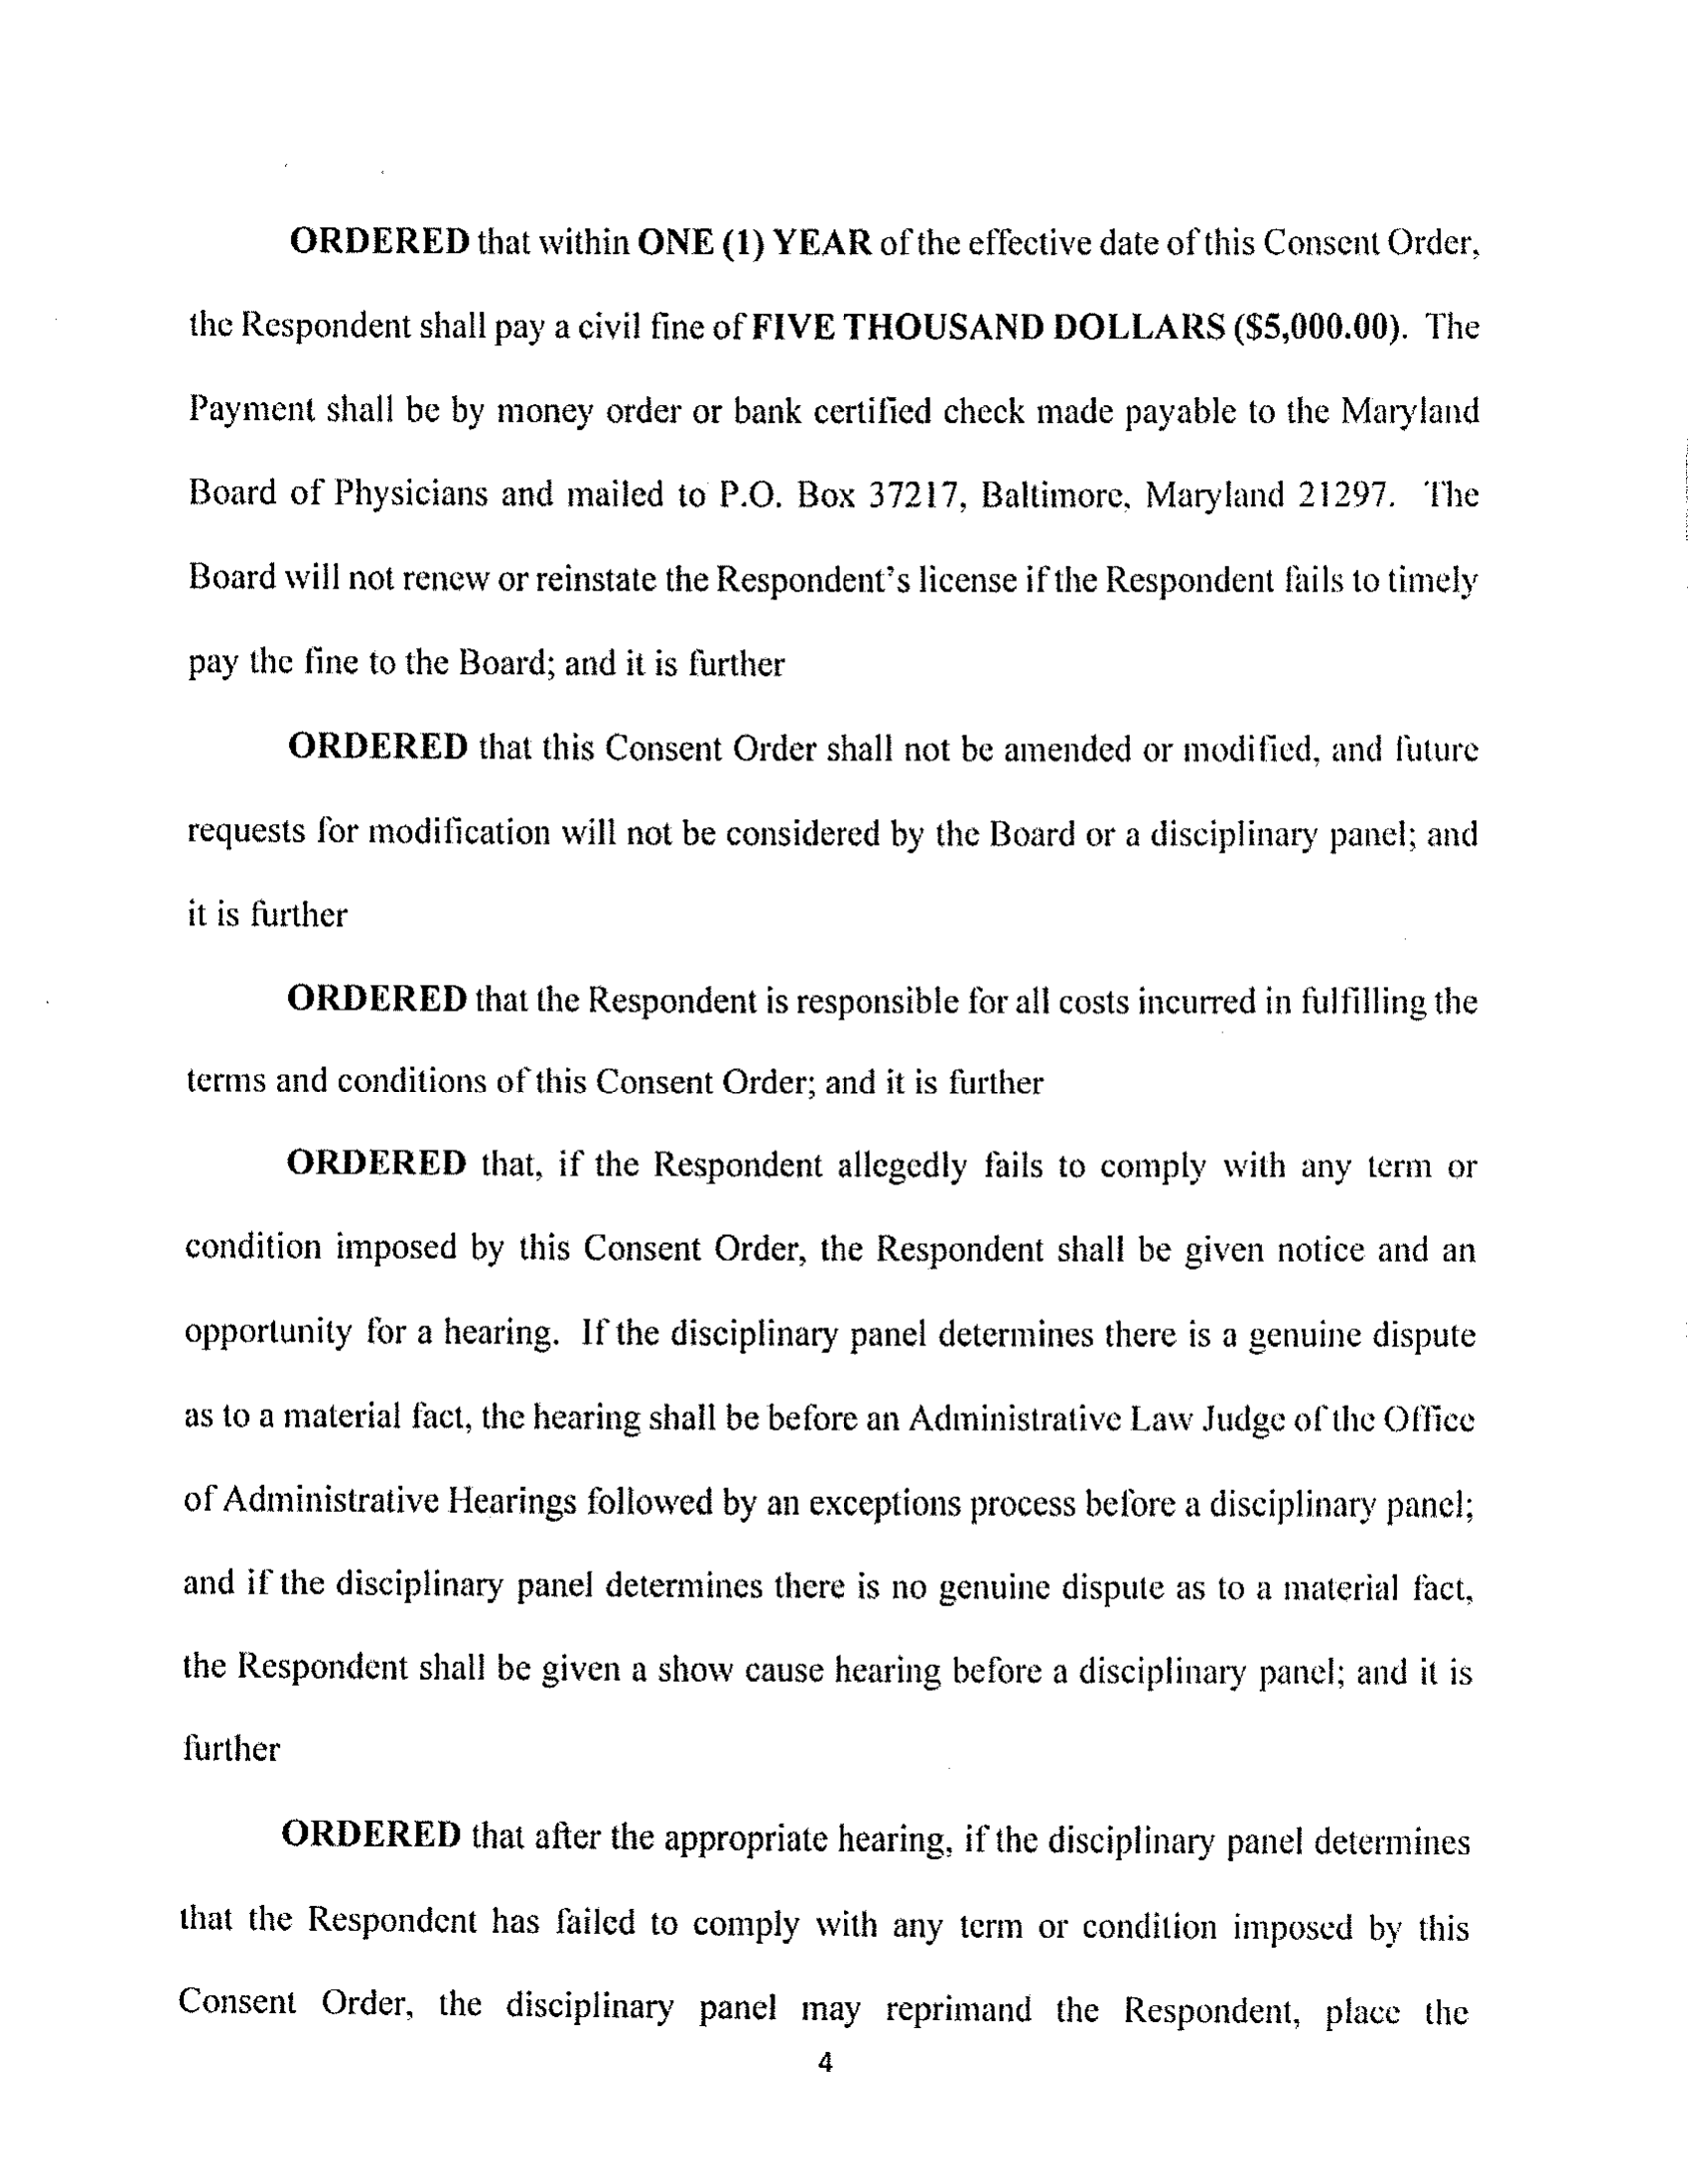 ORDERED that within ONE (1) YEAR of the effective date of this Consent Order,
the Respondent shall pay a civil fine of FIVE THOUSAND DOLLARS ($5,000.00). The
Payment shall be by money order or bank certified check made payable to the Maryland
Board of Physicians and mailed to P.O. Box 37217, Baltimore, Maryland 21297. The
Board will not renew or reinstate the Respondent's license if the Respondent fails to timely
pay the fine to the Board; and it is further
ORDERED that this Consent Order shall not be amended or modified, and future
requests for modification will not be considered by the Board or a disciplinary panel; and
it is further
ORDERED that the Respondent is responsible for all costs incurred in fulfilling the
terms and conditions of this Consent Order; and it is further
ORDERED that, if the Respondent allegedly fails to comply with any term or
condition imposed by this Consent Order, the Respondent shall be given notice and an
opportunity for a hearing. If the disciplinary panel determines there is a genuine dispute
as to a material fact, the hearing shall be before an Administrative Law Judge of the Office
of Administrative Hearings followed by an exceptions process before a disciplinary panel;
and if the disciplinary panel determines there is no genuine dispute as to a material fact,
the Respondent shall be given a show cause hearing before a disciplinary panel; and it is
further
ORDERED that after the appropriate hearing, if the disciplinary panel determines
that the Respondent has failed to comply with any term or condition imposed by this
Consent Order, the disciplinary panel may reprimand the Respondent, place the
4